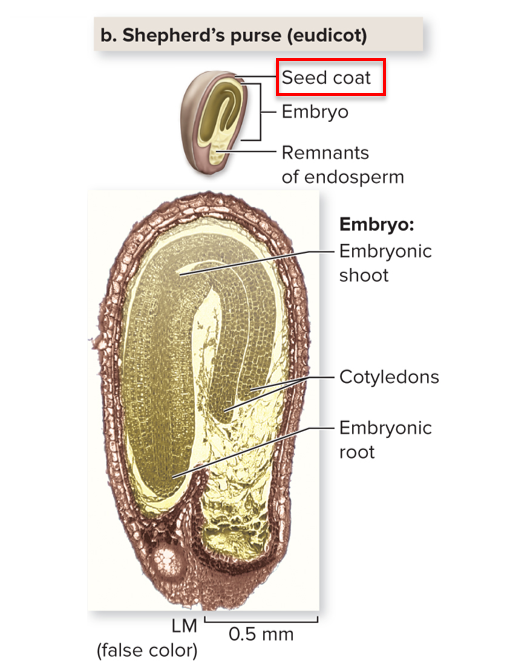 b. Shepherd’s purse (eudicot)
Seed coat
Embryo
Remnants
of endosperm
Embryo:
Embryonic
shoot
Cotyledons
Embryonic
root
LM
(false color)
0.5 mm